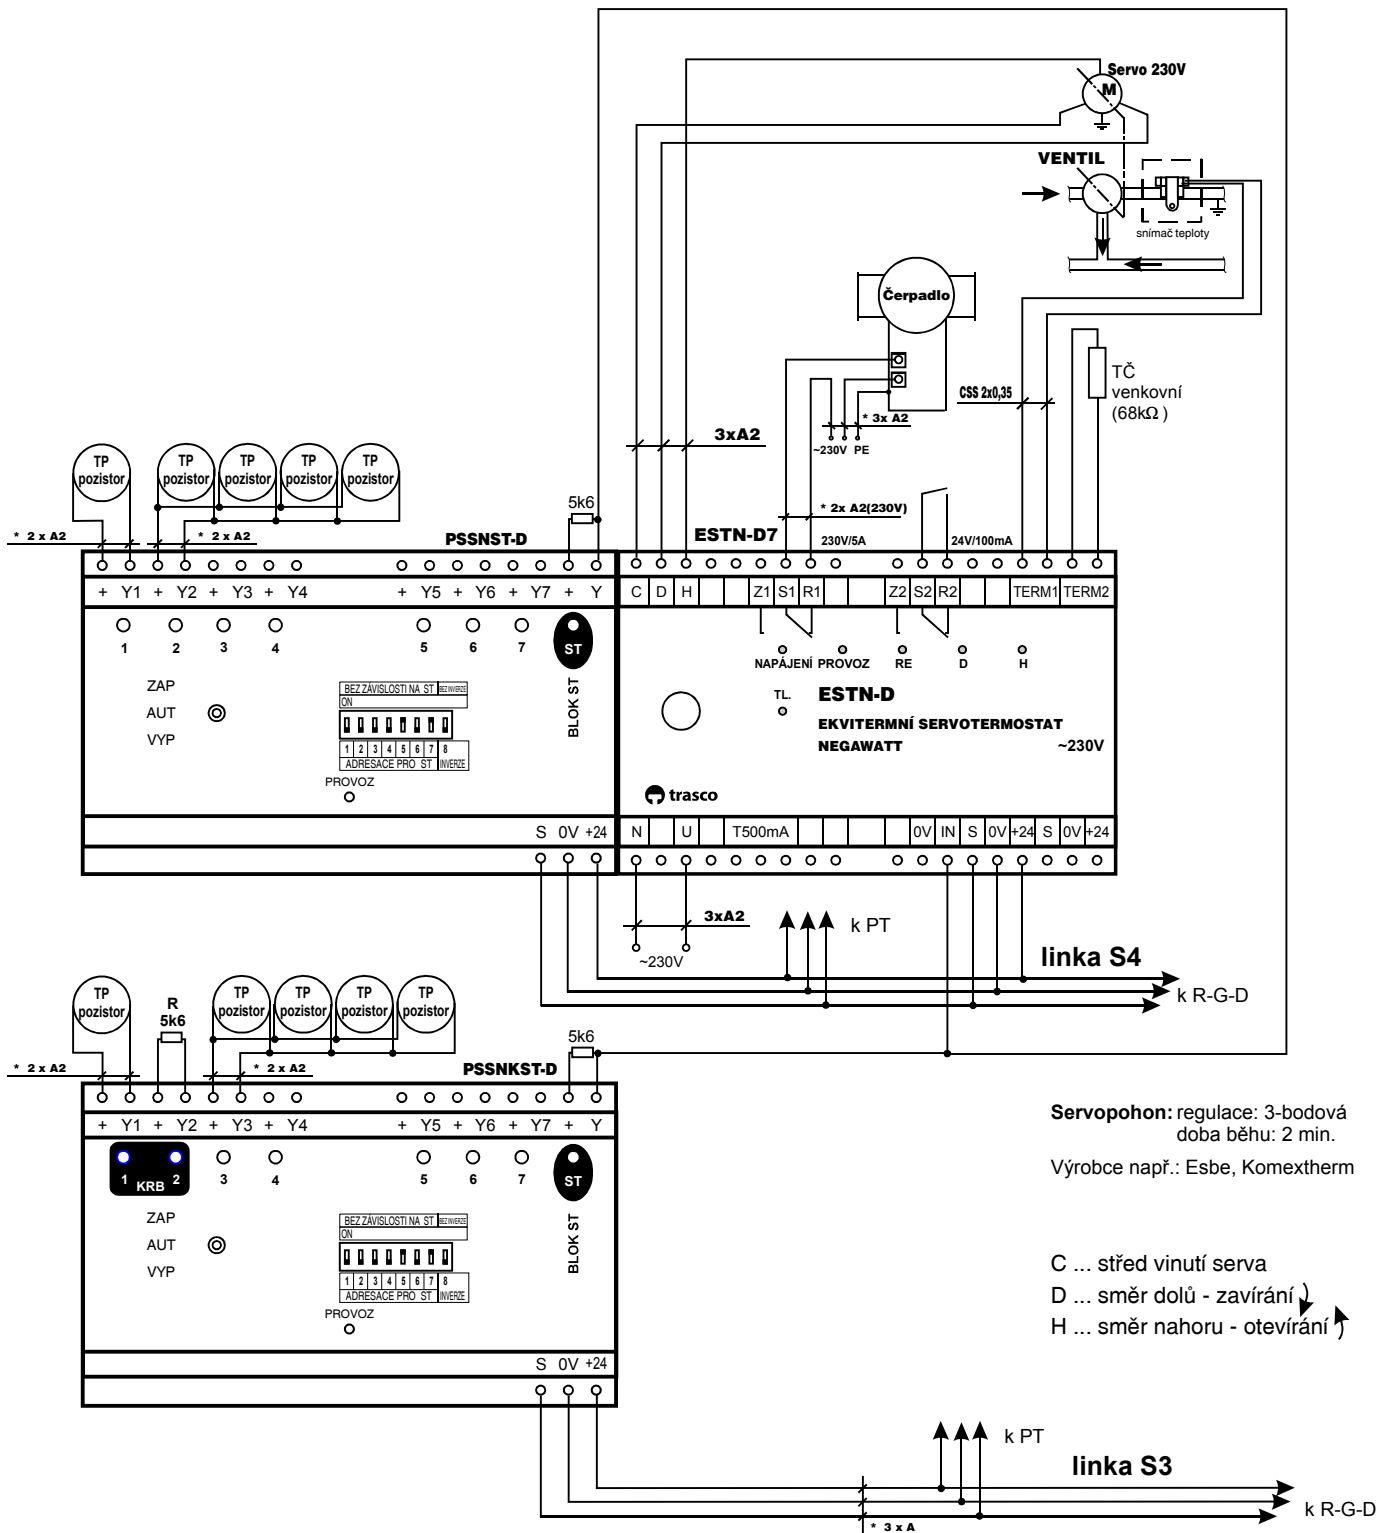 Servo 230V
M
VENTIL
snímač teploty
Čerpadlo
TČ
venkovní
(68kΩ )
CSS 2x0,35
* 3x A2
~230V PE
3xA2
* 2x A2(230V)
230V/5A
24V/100mA
TP pozistor
TP pozistor
TP pozistor
TP pozistor
TP pozistor
* 2 x A2
* 2 x A2
5k6
PSSNST-D
ESTN-D7
+ Y1 + Y2 + Y3 + Y4 + Y5 + Y6 + Y7 + Y
C D H Z1 S1 R1 Z2 S2 R2 TERM1 TERM2
1 2 3 4 5 6 7 ST
BLOK ST
ZAP
AUT
VYP
BEZ ZÁVISLOSTI NA ST BEZ INVERZE
ON
1 2 3 4 5 6 7 8
ADRESACE PRO ST INVERZE
PROVOZ
NAPÁJENÍ PROVOZ RE D H
TL.
ESTN-D
EKVITERMNÍ SERVOTERMOSTAT
NEGAWATT ~230V
trasco
S 0V +24
N U T500mA 0V IN S 0V +24 S 0V +24
3xA2
~230V
k PT
linka S4
k R-G-D
TP pozistor
R
5k6
TP pozistor
TP pozistor
TP pozistor
TP pozistor
* 2 x A2
* 2 x A2
5k6
PSSNKST-D
+ Y1 + Y2 + Y3 + Y4 + Y5 + Y6 + Y7 + Y
1 KRB 2 3 4 5 6 7 ST
BLOK ST
ZAP
AUT
VYP
BEZ ZÁVISLOSTI NA ST BEZ INVERZE
ON
1 2 3 4 5 6 7 8
ADRESACE PRO ST INVERZE
PROVOZ
S 0V +24
Servopohon: regulace: 3-bodová
doba běhu: 2 min.
Výrobce např.: Esbe, Komextherm
C ... střed vinutí serva
D ... směr dolů - zavírání
H ... směr nahoru - otevírání
k PT
linka S3
k R-G-D
* 3 x A